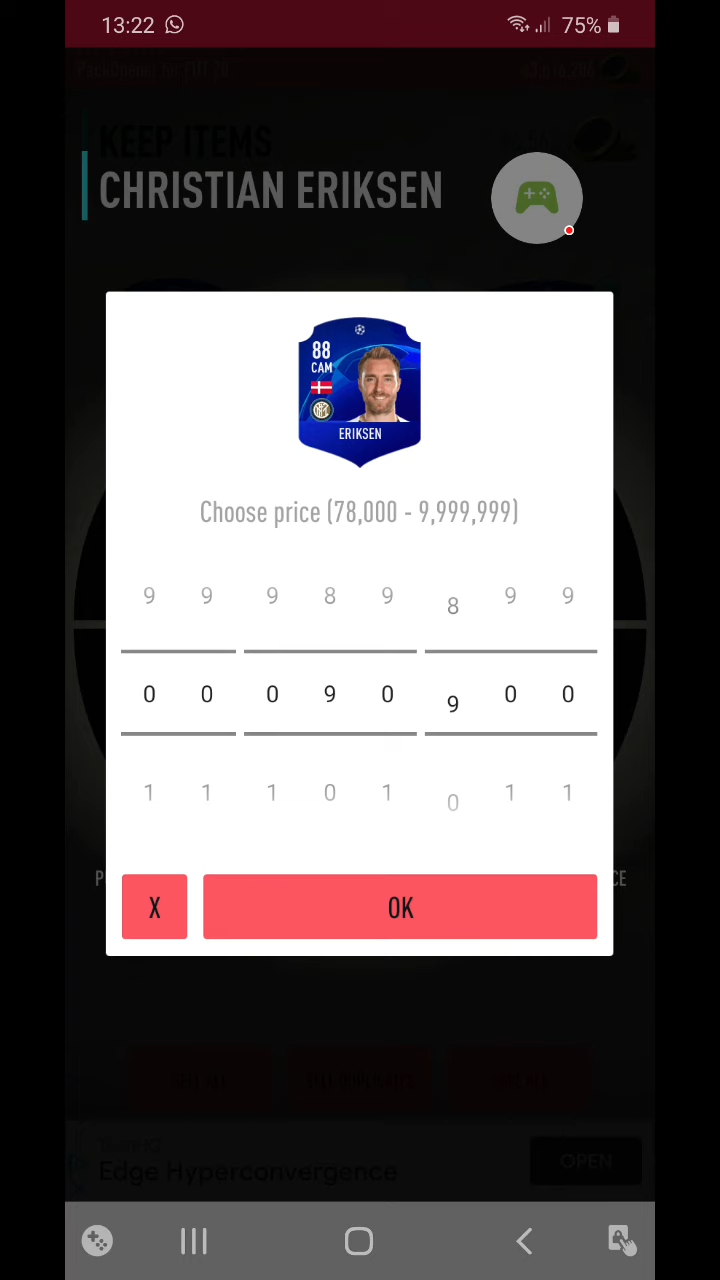 13:22 75%
KEEP ITEMS
CHRISTIAN ERIKSEN
88
CAM
ERIKSEN
Choose price (78,000 - 9,999,999)
9 9 9 8 9 8 9 9
0 0 0 9 0 9 0 0
1 1 1 0 1 0 1 1
X OK
Edge Hyperconvergence
OPEN